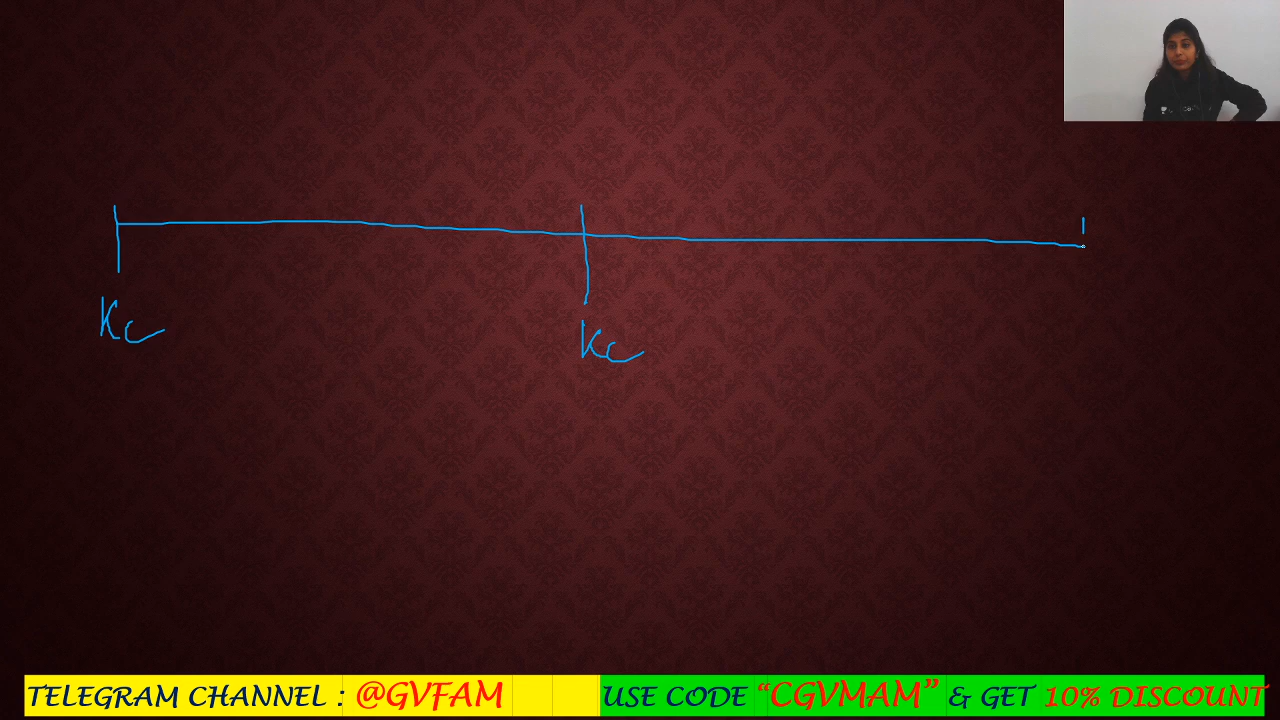 Kc
Kc
TELEGRAM CHANNEL : @GVFAM USE CODE “CGVMAM” & GET 10% DISCOUNT